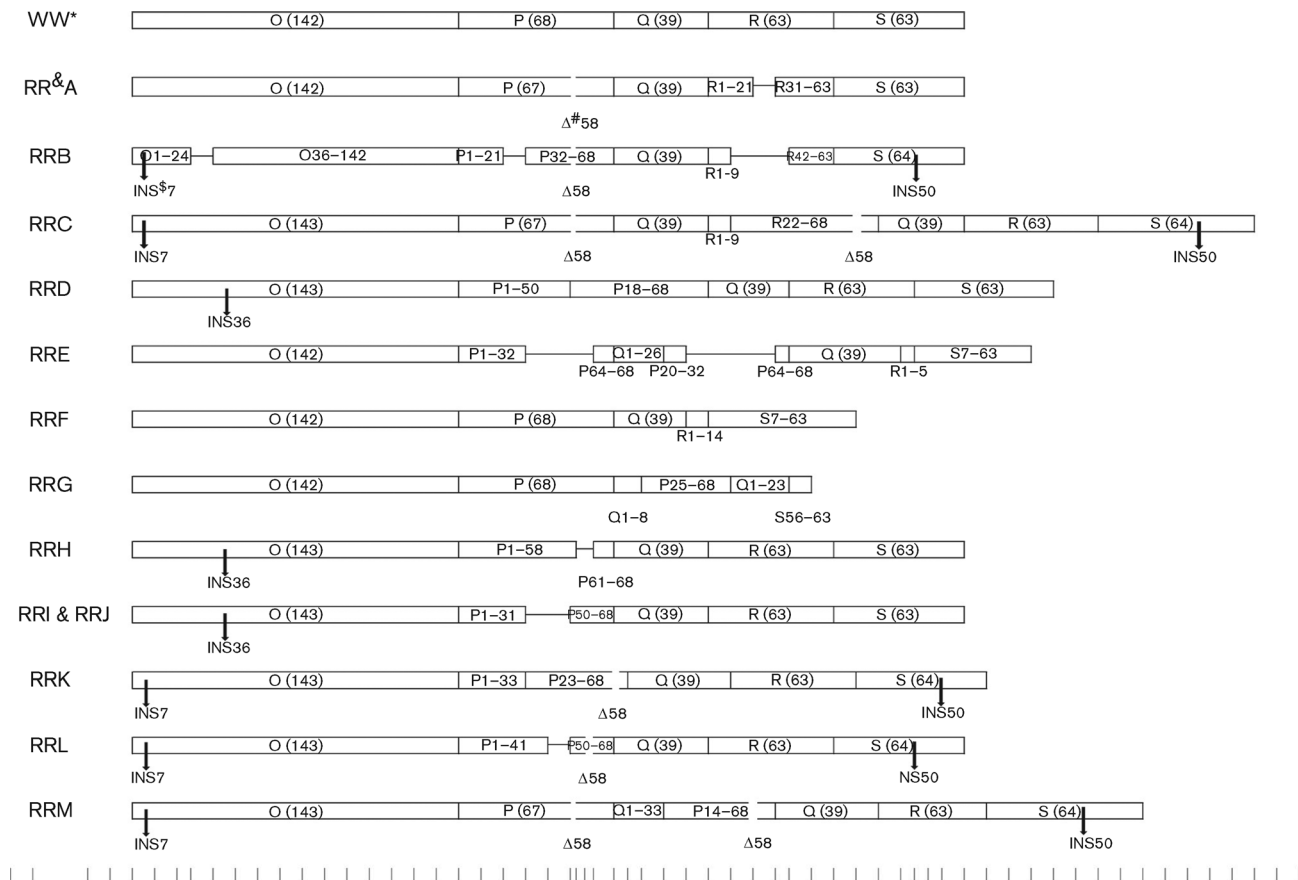 WW* O (142) P (68) Q (39) R (63) S (63)
RR&A O (142) P (67) Q (39) R1–21 R31–63 S (63)
Δ#58
RRB O1–24 O36–142 P1–21 P32–68 Q (39) R42–63 S (64)
R1–9
INS$7 Δ58 INS50
RRC O (143) P (67) Q (39) R22–68 Q (39) R (63) S (64)
R1–9
INS7 Δ58 Δ58 INS50
RRD O (143) P1–50 P18–68 Q (39) R (63) S (63)
INS36
RRE O (142) P1–32 Q1–26 Q (39) S7–63
P64–68 P20–32 P64–68 R1–5
RRF O (142) P (68) Q (39) S7–63
R1–14
RRG O (142) P (68) P25–68 Q1–23
Q1–8 S56–63
RRH O (143) P1–58 Q (39) R (63) S (63)
INS36 P61–68
RRI & RRJ O (143) P1–31 P50–68 Q (39) R (63) S (63)
INS36
RRK O (143) P1–33 P23–68 Q (39) R (63) S (64)
INS7 Δ58 INS50
RRL O (143) P1–41 P50–68 Q (39) R (63) S (64)
INS7 Δ58 NS50
RRM O (143) P (67) Q1–33 P14–68 Q (39) R (63) S (64)
INS7 Δ58 Δ58 INS50